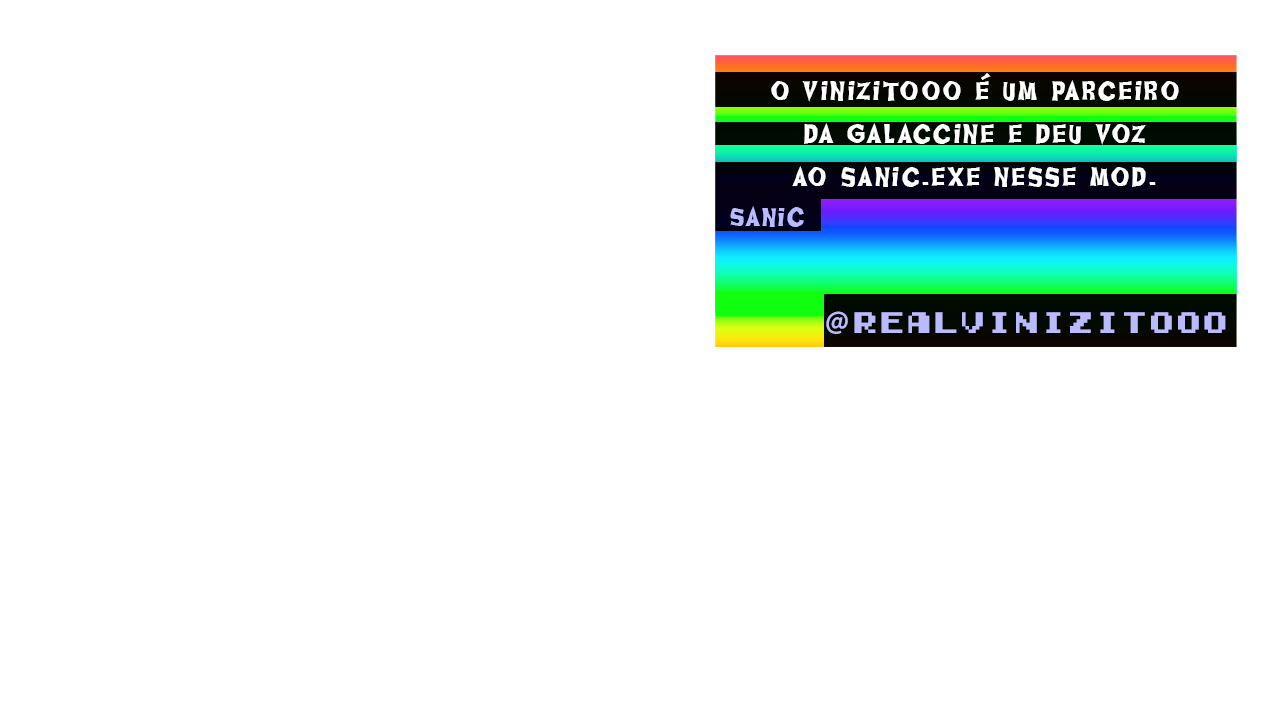 O ViNiZiTOOO É UM PARCEiRO
DA GALACCiNE E DEU VOZ
AO SANiC.EXE NESSE MOD.
SANiC
@REALVINIZITOOO